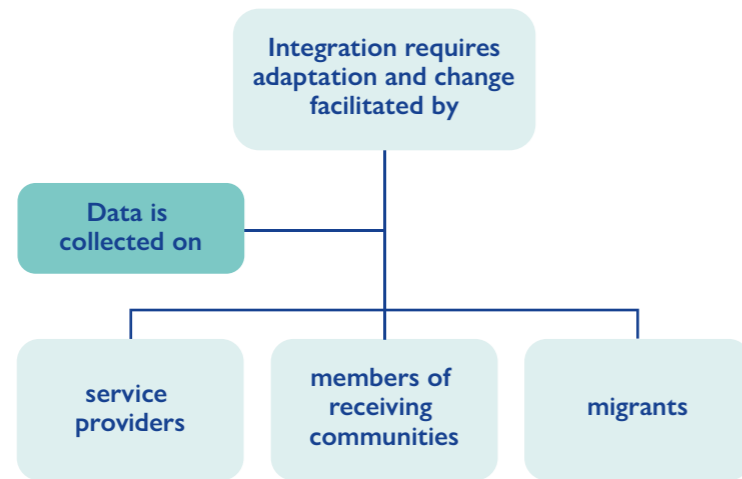 Integration requires
adaptation and change
facilitated by
Data is
collected on
service
providers
members of
receiving
communities
migrants